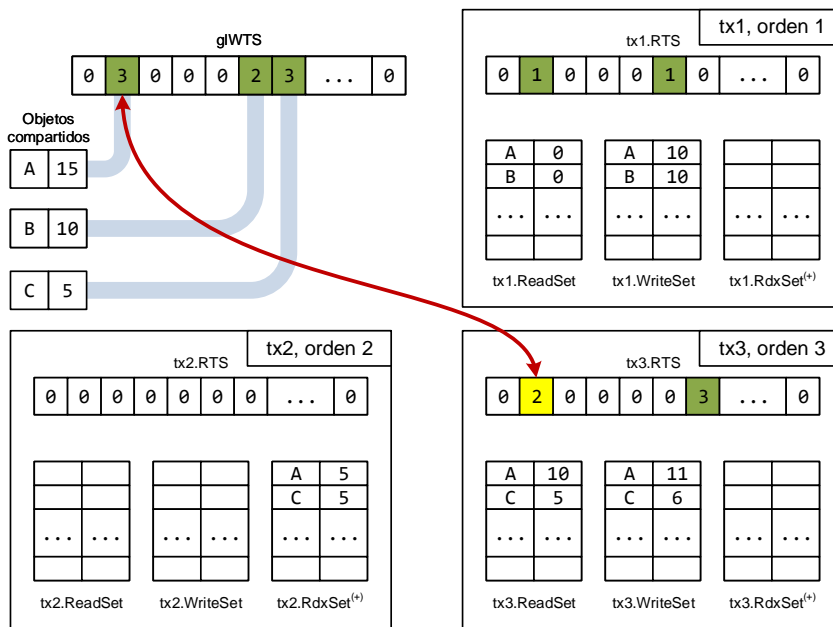 glWTS
0 3 0 0 0 2 3 ... 0
Objetos
compartidos
A 15
B 10
C 5
tx1, orden 1
tx1.RTS
0 1 0 0 0 1 0 ... 0
A 0 A 10
B 0 B 10
... ... ... ... ... ...
tx1.ReadSet tx1.WriteSet tx1.RdxSet(+)
tx2, orden 2
tx2.RTS
0 0 0 0 0 0 0 ... 0
A 5
C 5
... ... ... ... ... ...
tx2.ReadSet tx2.WriteSet tx2.RdxSet(+)
tx3, orden 3
tx3.RTS
0 2 0 0 0 0 3 ... 0
A 10 A 11
C 5 C 6
... ... ... ... ... ...
tx3.ReadSet tx3.WriteSet tx3.RdxSet(+)